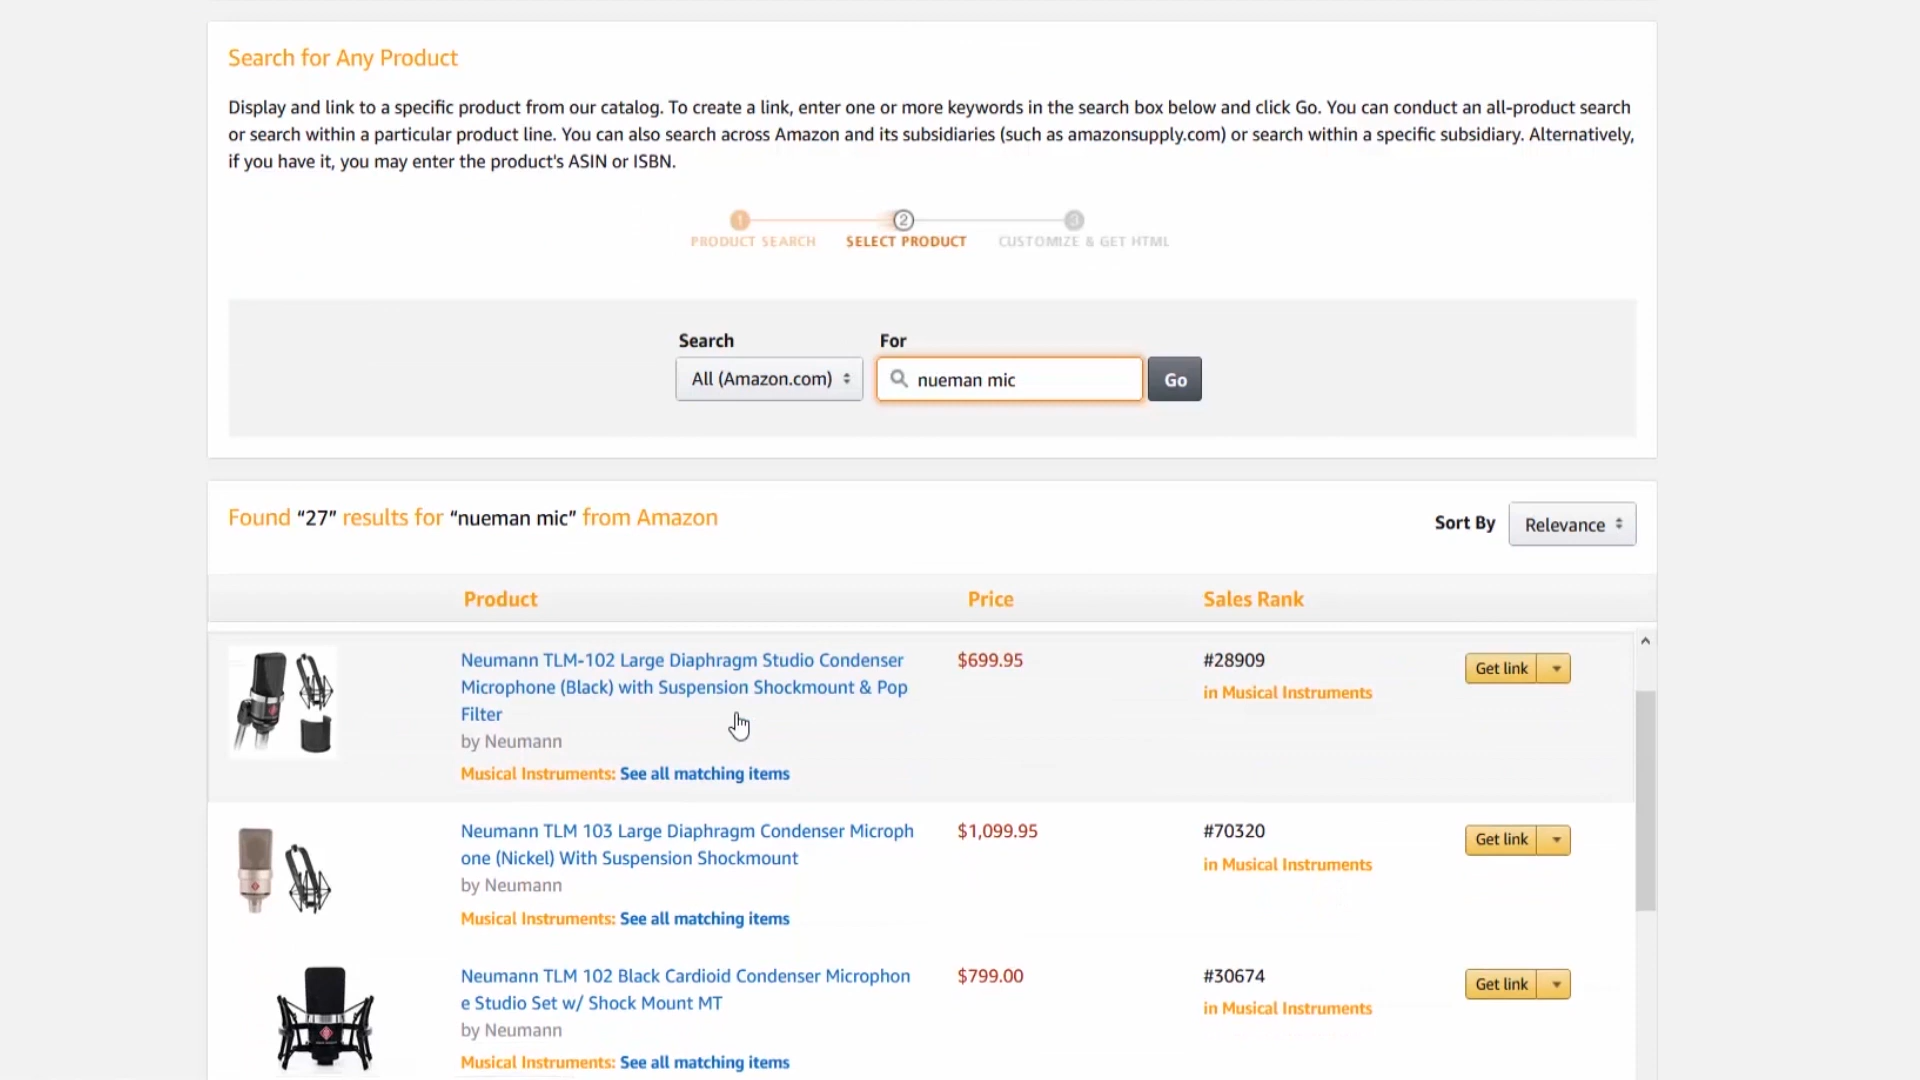 Search for Any Product
Display and link to a specific product from our catalog. To create a link, enter one or more keywords in the search box below and click Go. You can conduct an all-product search
or search within a particular product line. You can also search across Amazon and its subsidiaries (such as amazonsupply.com) or search within a specific subsidiary. Alternatively,
if you have it, you may enter the product's ASIN or ISBN.
1 2 3
PRODUCT SEARCH SELECT PRODUCT CUSTOMIZE & GET HTML
Search For
All (Amazon.com) nueman mic Go
Found “27” results for “nueman mic” from Amazon
Sort By Relevance
Product Price Sales Rank
Neumann TLM-102 Large Diaphragm Studio Condenser $699.95 #28909 Get link
Microphone (Black) with Suspension Shockmount & Pop in Musical Instruments
Filter
by Neumann
Musical Instruments: See all matching items
Neumann TLM 103 Large Diaphragm Condenser Microph $1,099.95 #70320 Get link
one (Nickel) With Suspension Shockmount in Musical Instruments
by Neumann
Musical Instruments: See all matching items
Neumann TLM 102 Black Cardioid Condenser Microphon $799.00 #30674 Get link
e Studio Set w/ Shock Mount MT in Musical Instruments
by Neumann
Musical Instruments: See all matching items